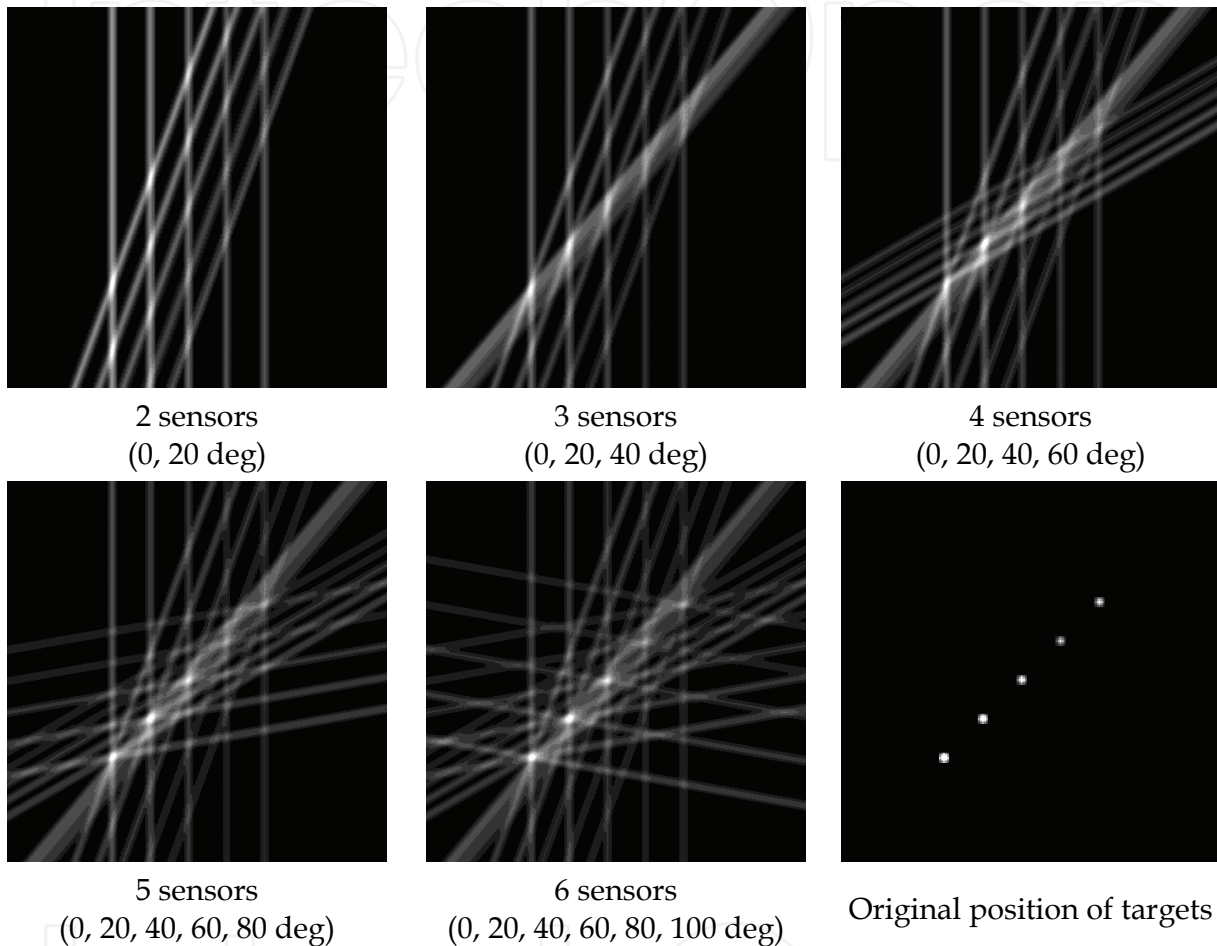 2 sensors
(0, 20 deg)
3 sensors
(0, 20, 40 deg)
4 sensors
(0, 20, 40, 60 deg)
5 sensors
(0, 20, 40, 60, 80 deg)
6 sensors
(0, 20, 40, 60, 80, 100 deg)
Original position of targets